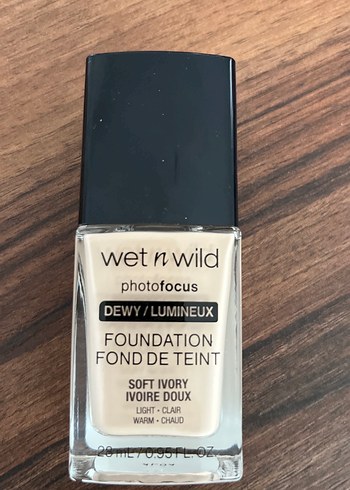 wet n wild
photofocus
DEWY / LUMINEUX
FOUNDATION
FOND DE TEINT
SOFT IVORY
IVOIRE DOUX
LIGHT • CLAIR
WARM • CHAUD
28 mL / 0.95 FL. OZ.